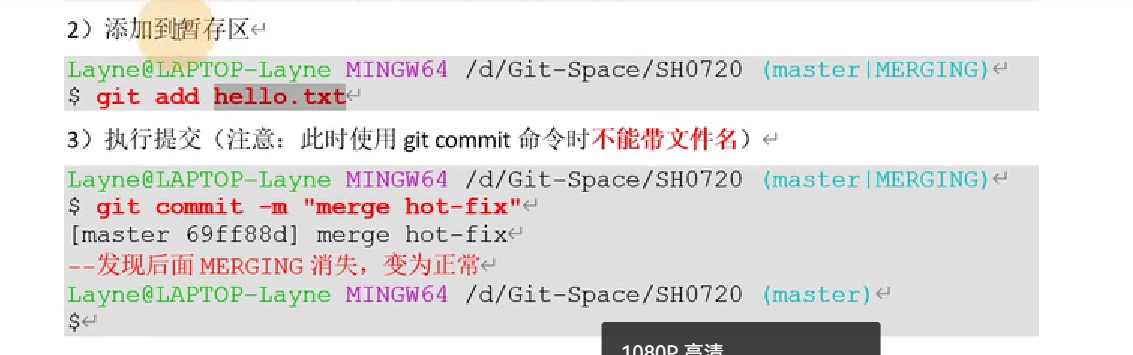 2）添加到暂存区↵
Layne@LAPTOP-Layne MINGW64 /d/Git-Space/SH0720 (master|MERGING)↵
$ git add hello.txt↵
3）执行提交（注意：此时使用 git commit 命令时不能带文件名）↵
Layne@LAPTOP-Layne MINGW64 /d/Git-Space/SH0720 (master|MERGING)↵
$ git commit -m "merge hot-fix"↵
[master 69ff88d] merge hot-fix↵
--发现后面 MERGING 消失，变为正常↵
Layne@LAPTOP-Layne MINGW64 /d/Git-Space/SH0720 (master)↵
$↵
1080P 高清